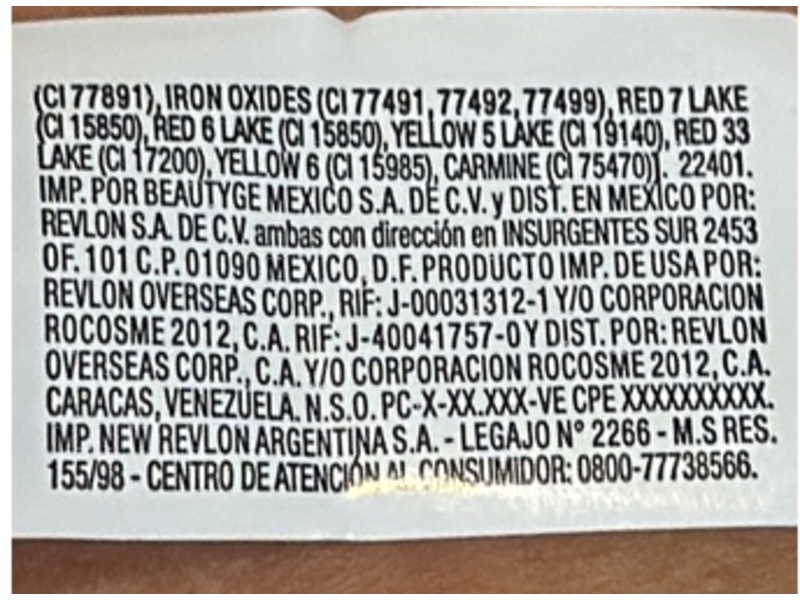 (CI 77891), IRON OXIDES (CI 77491, 77492, 77499), RED 7 LAKE
(CI 15850), RED 6 LAKE (CI 15850), YELLOW 5 LAKE (CI 19140), RED 33
LAKE (CI 17200), YELLOW 6 (CI 15985), CARMINE (CI 75470)]. 22401.
IMP. POR BEAUTYGE MEXICO S.A. DE C.V. y DIST. EN MEXICO POR:
REVLON S.A. DE C.V. ambas con dirección en INSURGENTES SUR 2453
OF. 101 C.P. 01090 MEXICO, D.F. PRODUCTO IMP. DE USA POR:
REVLON OVERSEAS CORP., RIF: J-00031312-1 Y/O CORPORACION
ROCOSME 2012, C.A. RIF: J-40041757-0 Y DIST. POR: REVLON
OVERSEAS CORP., C.A. Y/O CORPORACION ROCOSME 2012, C.A.
CARACAS, VENEZUELA. N.S.O. PC-X-XX.XXX-VE CPE XXXXXXXXXX.
IMP. NEW REVLON ARGENTINA S.A. - LEGAJO N° 2266 - M.S RES.
155/98 - CENTRO DE ATENCIÓN AL CONSUMIDOR: 0800-77738566.